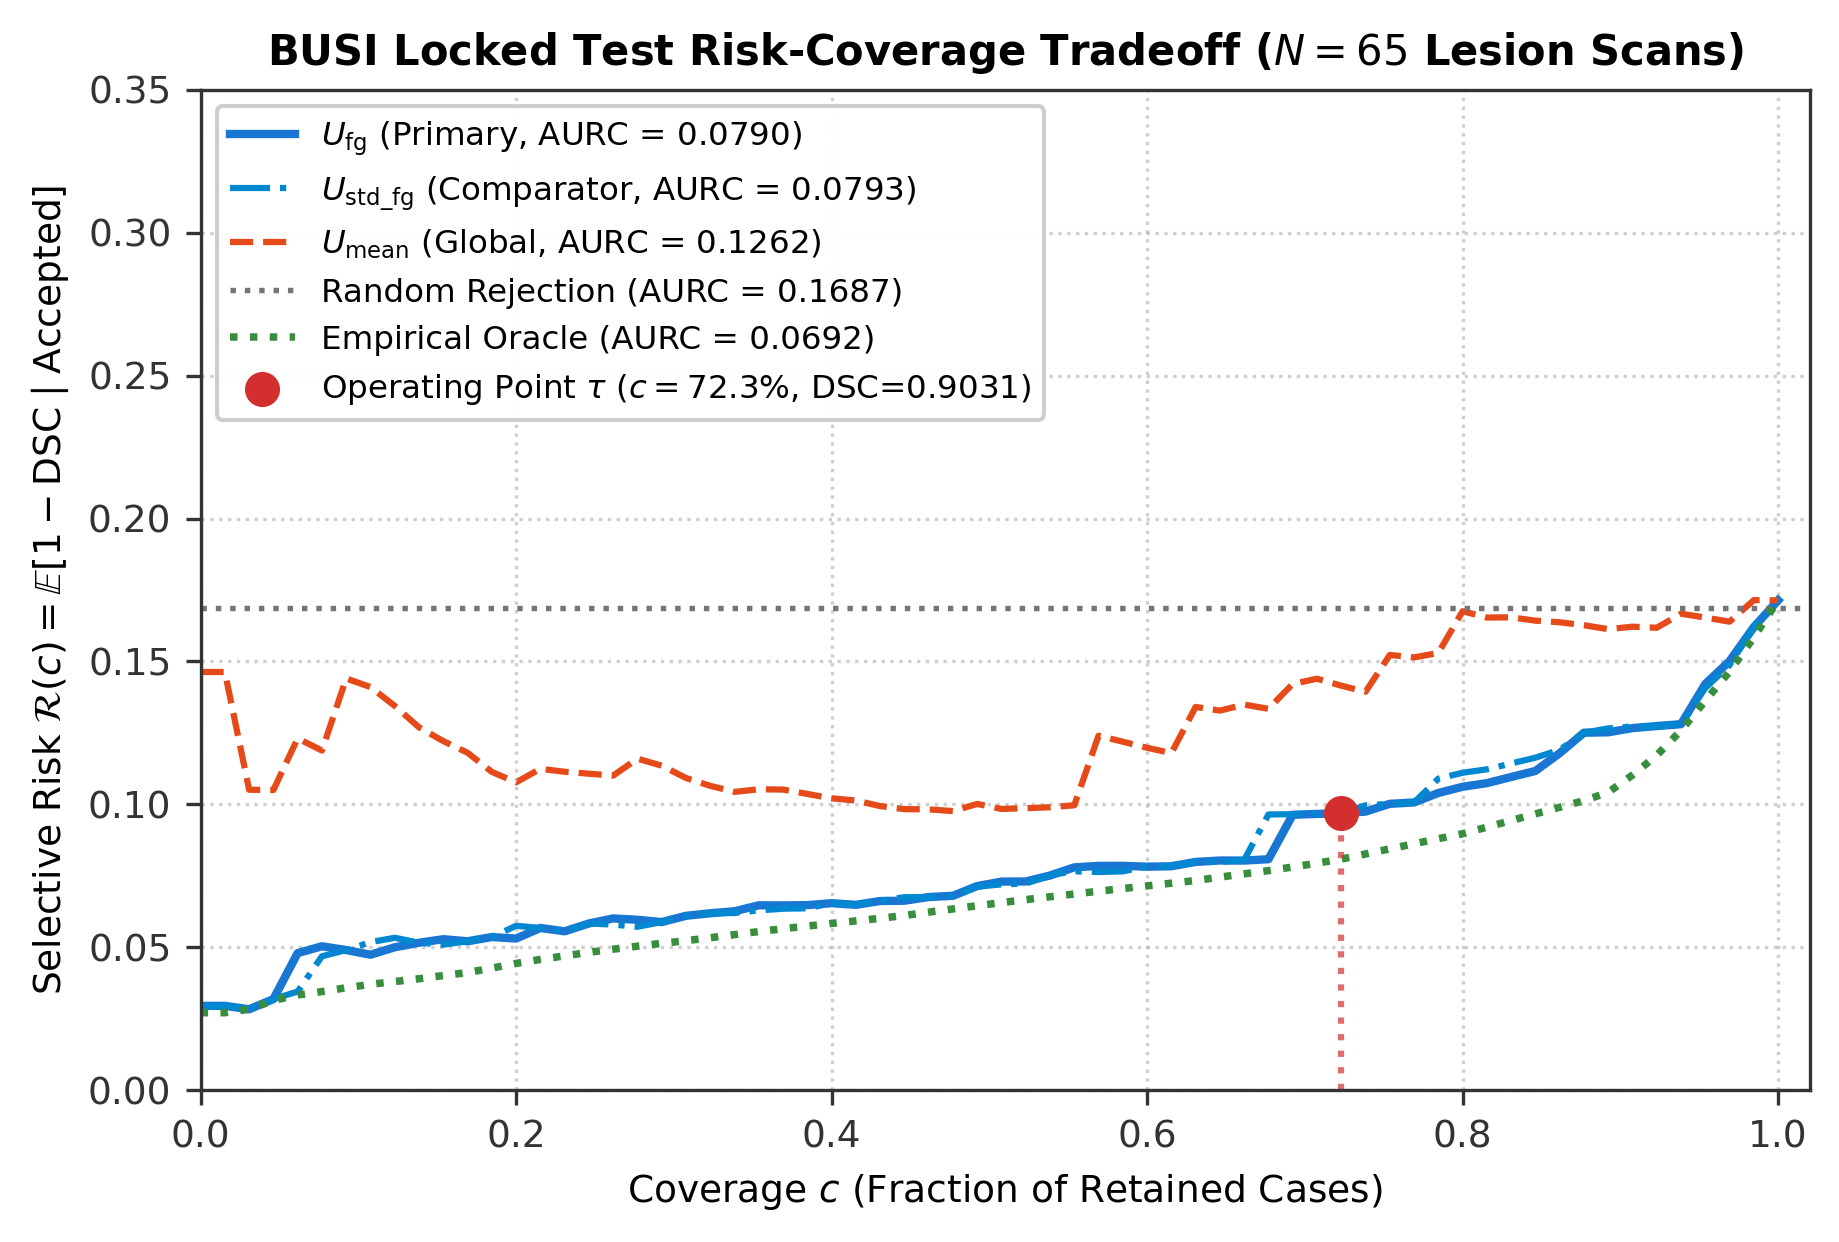 BUSI Locked Test Risk-Coverage Tradeoff (N = 65 Lesion Scans)
Selective Risk ℛ(c) = 𝔼[1 − DSC | Accepted]
0.35
0.30
0.25
0.20
0.15
0.10
0.05
0.00
U_fg (Primary, AURC = 0.0790)
U_std_fg (Comparator, AURC = 0.0793)
U_mean (Global, AURC = 0.1262)
Random Rejection (AURC = 0.1687)
Empirical Oracle (AURC = 0.0692)
Operating Point τ (c = 72.3%, DSC=0.9031)
0.0 0.2 0.4 0.6 0.8 1.0
Coverage c (Fraction of Retained Cases)